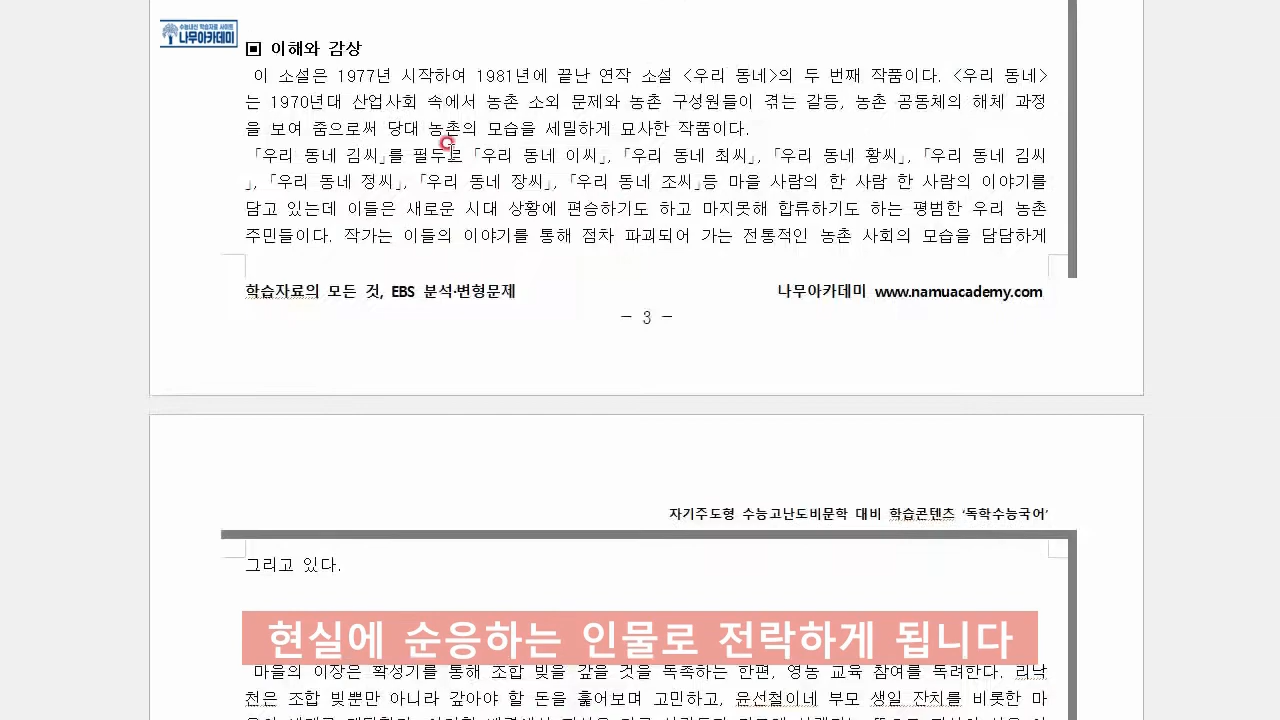 수능내신 학습자료 사이트
나무아카데미
▣ 이해와 감상
이 소설은 1977년 시작하여 1981년에 끝난 연작 소설 <우리 동네>의 두 번째 작품이다. <우리 동네>
는 1970년대 산업사회 속에서 농촌 소외 문제와 농촌 구성원들이 겪는 갈등, 농촌 공동체의 해체 과정
을 보여 줌으로써 당대 농촌의 모습을 세밀하게 묘사한 작품이다.
「우리 동네 김씨」를 필두로 「우리 동네 이씨」, 「우리 동네 최씨」, 「우리 동네 황씨」, 「우리 동네 김씨
」, 「우리 동네 정씨」, 「우리 동네 장씨」, 「우리 동네 조씨」등 마을 사람의 한 사람 한 사람의 이야기를
담고 있는데 이들은 새로운 시대 상황에 편승하기도 하고 마지못해 합류하기도 하는 평범한 우리 농촌
주민들이다. 작가는 이들의 이야기를 통해 점차 파괴되어 가는 전통적인 농촌 사회의 모습을 담담하게
학습자료의 모든 것, EBS 분석·변형문제 나무아카데미 www.namuacademy.com
- 3 -
자기주도형 수능고난도비문학 대비 학습콘텐츠 '독학수능국어'
그리고 있다.
현실에 순응하는 인물로 전락하게 됩니다
마을의 이장은 확성기를 통해 조합 빚을 갚을 것을 독촉하는 한편, 영농 교육 참여를 독려한다. 리낙
천은 조합 빚뿐만 아니라 갚아야 할 돈을 훑어보며 고민하고, 윤선철이네 부모 생일 잔치를 비롯한 마